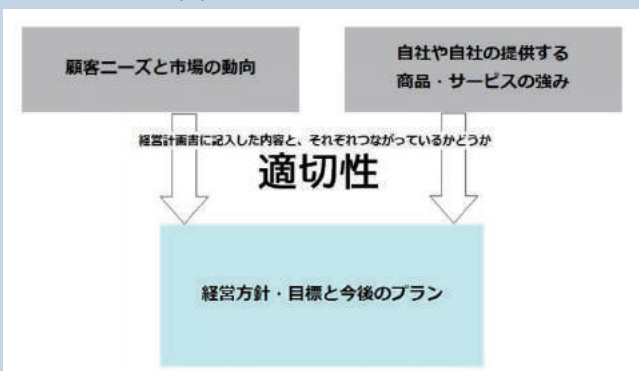 顧客ニーズと市場の動向
自社や自社の提供する
商品・サービスの強み
経営計画書に記入した内容と、それぞれつながっているかどうか
適切性
経営方針・目標と今後のプラン